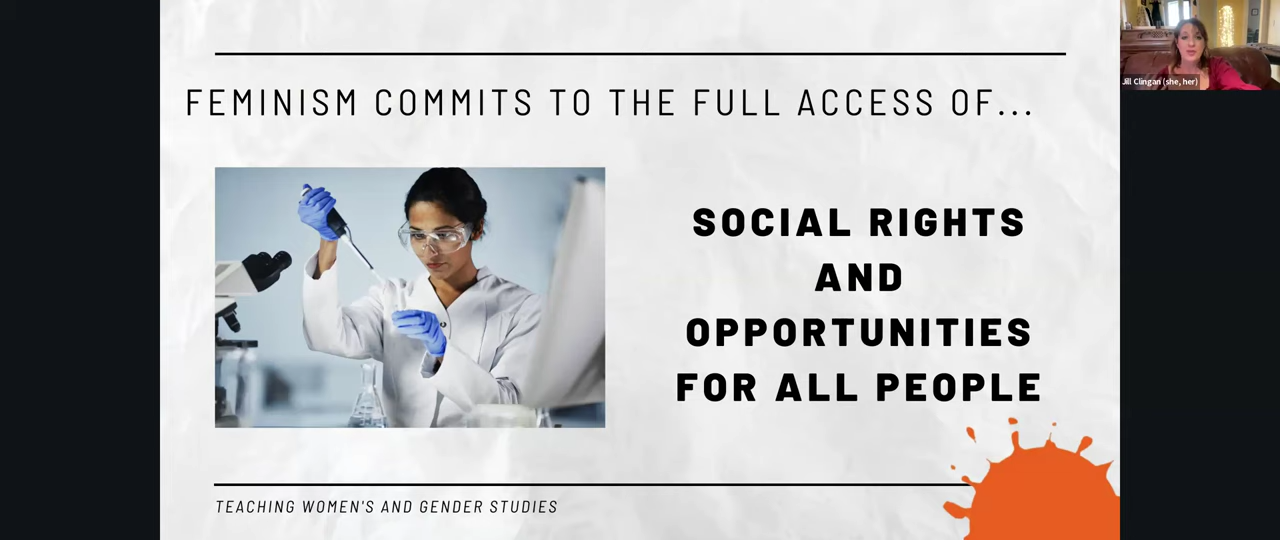 FEMINISM COMMITS TO THE FULL ACCESS OF...
SOCIAL RIGHTS
AND
OPPORTUNITIES
FOR ALL PEOPLE
TEACHING WOMEN'S AND GENDER STUDIES
Jill Clingan (she, her)